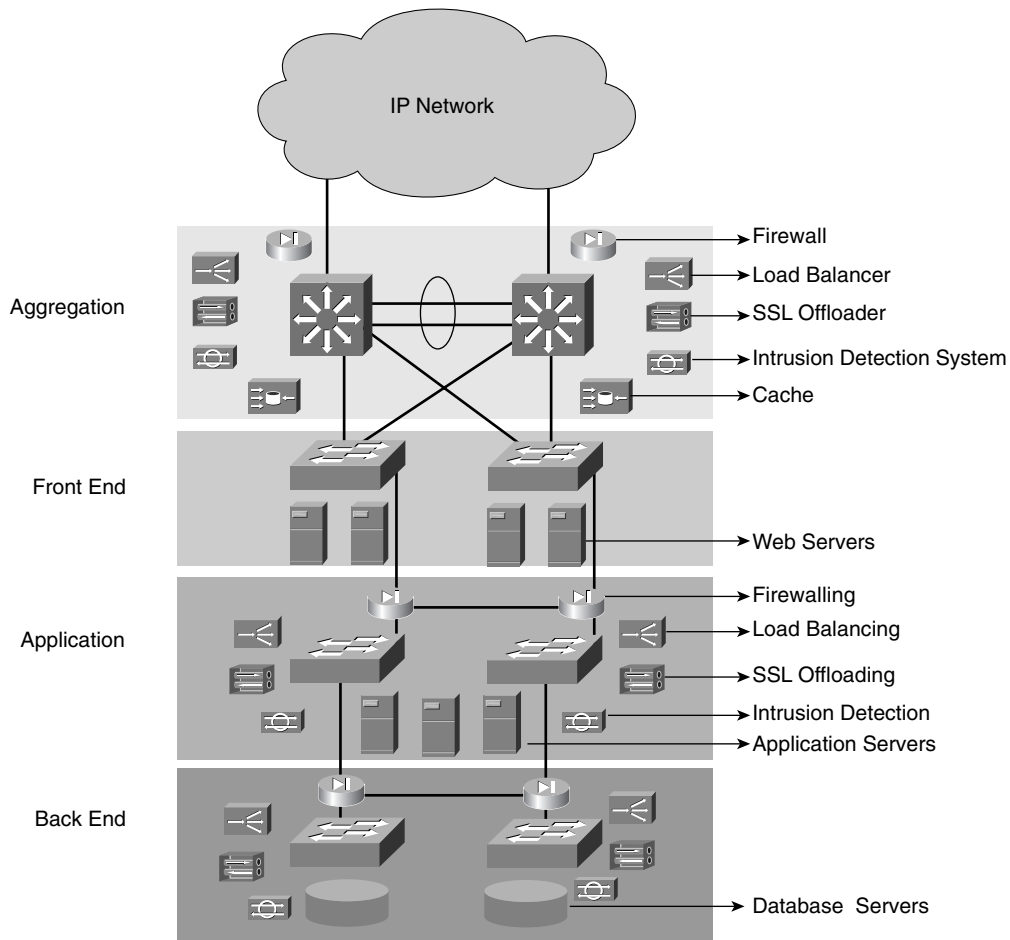 IP Network
Firewall
Load Balancer
Aggregation
SSL Offloader
Intrusion Detection System
Cache
Front End
Web Servers
Firewalling
Application
Load Balancing
SSL Offloading
Intrusion Detection
Application Servers
Back End
Database Servers